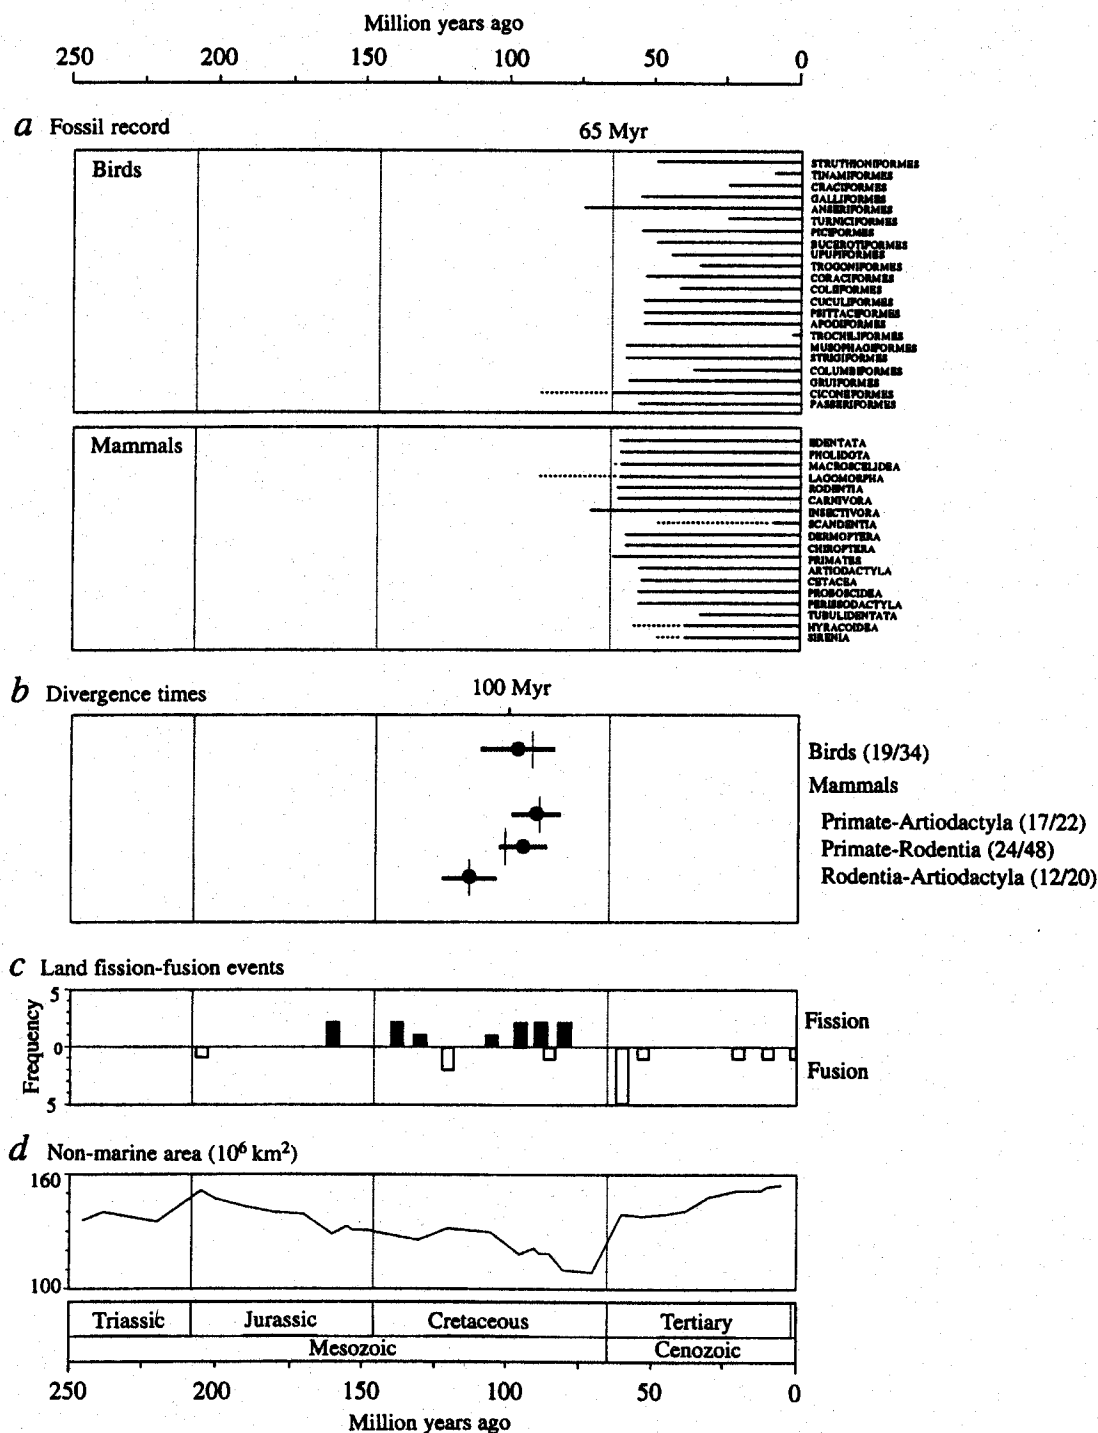 Million years ago
250 200 150 100 50 0
a Fossil record
65 Myr
Birds
STRUTHIONIFORMES
TINAMIFORMES
CRACIFORMES
GALLIFORMES
ANSERIFORMES
TURNICIFORMES
PICIFORMES
BUCEROTIFORMES
UPUPIFORMES
TROGONIFORMES
CORACIFORMES
COLIIFORMES
CUCULIFORMES
PSITTACIFORMES
APODIFORMES
TROCHILIFORMES
MUSOPHAGIFORMES
STRIGIFORMES
COLUMBIFORMES
GRUIFORMES
CICONIIFORMES
PASSERIFORMES
Mammals
EDENTATA
PHOLIDOTA
MACROSCELIDEA
LAGOMORPHA
RODENTIA
CARNIVORA
INSECTIVORA
SCANDENTIA
DERMOPTERA
CHIROPTERA
PRIMATES
ARTIODACTYLA
CETACEA
PROBOSCIDEA
PERISSODACTYLA
TUBULIDENTATA
HYRACOIDEA
SIRENIA
b Divergence times
100 Myr
Birds (19/34)
Mammals
Primate-Artiodactyla (17/22)
Primate-Rodentia (24/48)
Rodentia-Artiodactyla (12/20)
c Land fission-fusion events
Frequency
5
0
5
Fission
Fusion
d Non-marine area (10⁶ km²)
160
100
Triassic Jurassic Cretaceous Tertiary
Mesozoic Cenozoic
250 200 150 100 50 0
Million years ago